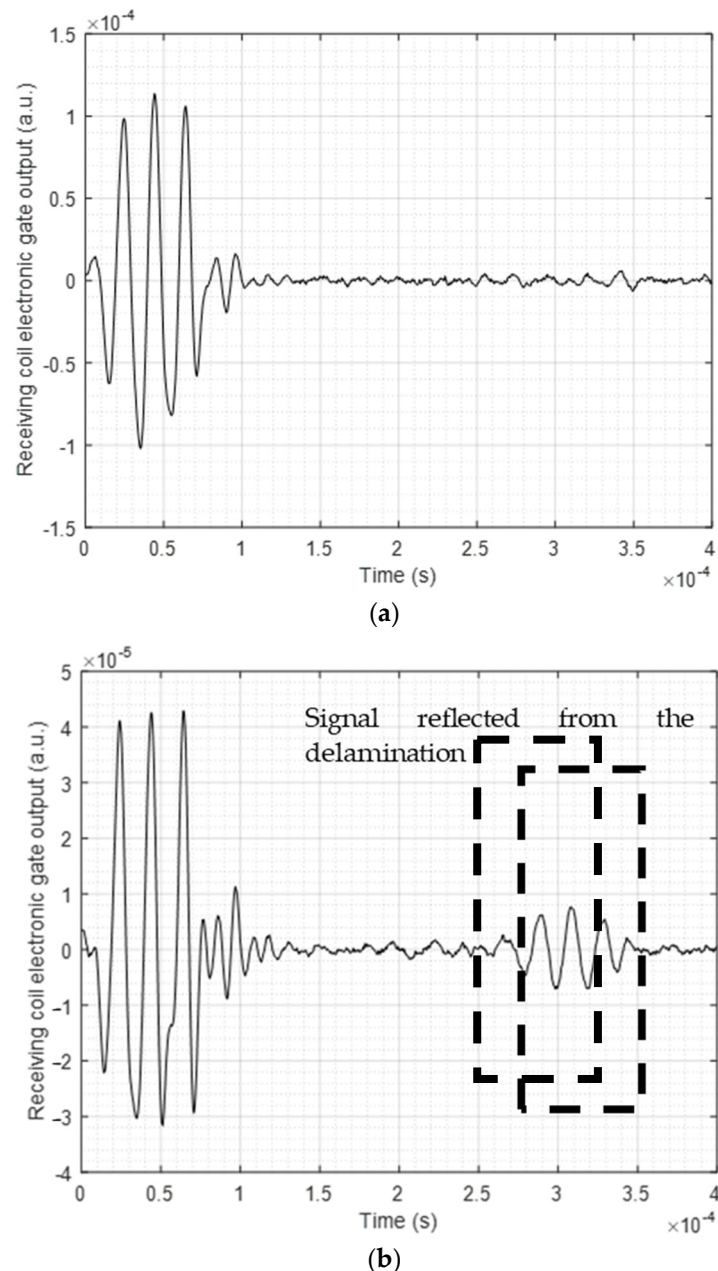 ×10⁻⁴
1.5
1
0.5
0
-0.5
-1
-1.5
Receiving coil electronic gate output (a.u.)
0 0.5 1 1.5 2 2.5 3 3.5 4
Time (s)
×10⁻⁴
(a)
×10⁻⁵
5
4
3
2
1
0
-1
-2
-3
-4
Receiving coil electronic gate output (a.u.)
Signal reflected from the
delamination
0 0.5 1 1.5 2 2.5 3 3.5 4
Time (s)
×10⁻⁴
(b)